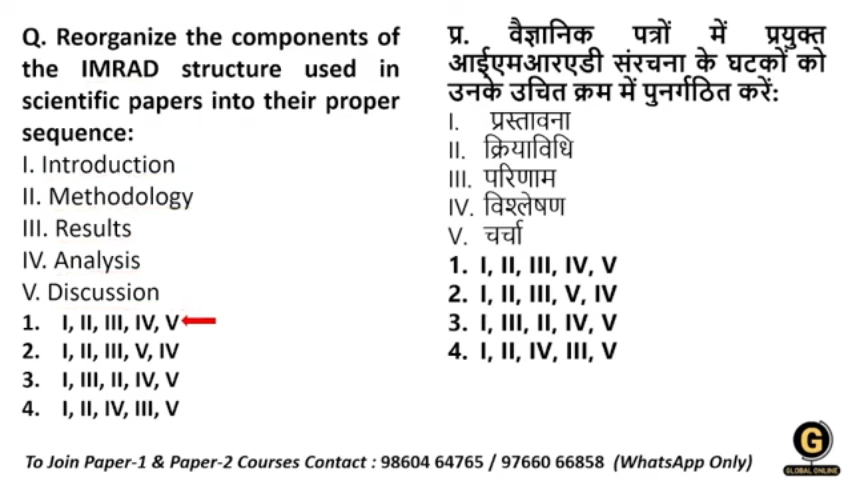 Q. Reorganize the components of
the IMRAD structure used in
scientific papers into their proper
sequence:
I. Introduction
II. Methodology
III. Results
IV. Analysis
V. Discussion
1. I, II, III, IV, V
2. I, II, III, V, IV
3. I, III, II, IV, V
4. I, II, IV, III, V
प्र. वैज्ञानिक पत्रों में प्रयुक्त
आईएमआरएडी संरचना के घटकों को
उनके उचित क्रम में पुनर्गठित करें:
I. प्रस्तावना
II. क्रियाविधि
III. परिणाम
IV. विश्लेषण
V. चर्चा
1. I, II, III, IV, V
2. I, II, III, V, IV
3. I, III, II, IV, V
4. I, II, IV, III, V
To Join Paper-1 & Paper-2 Courses Contact : 98604 64765 / 97660 66858 (WhatsApp Only)
G
GLOBAL ONLINE